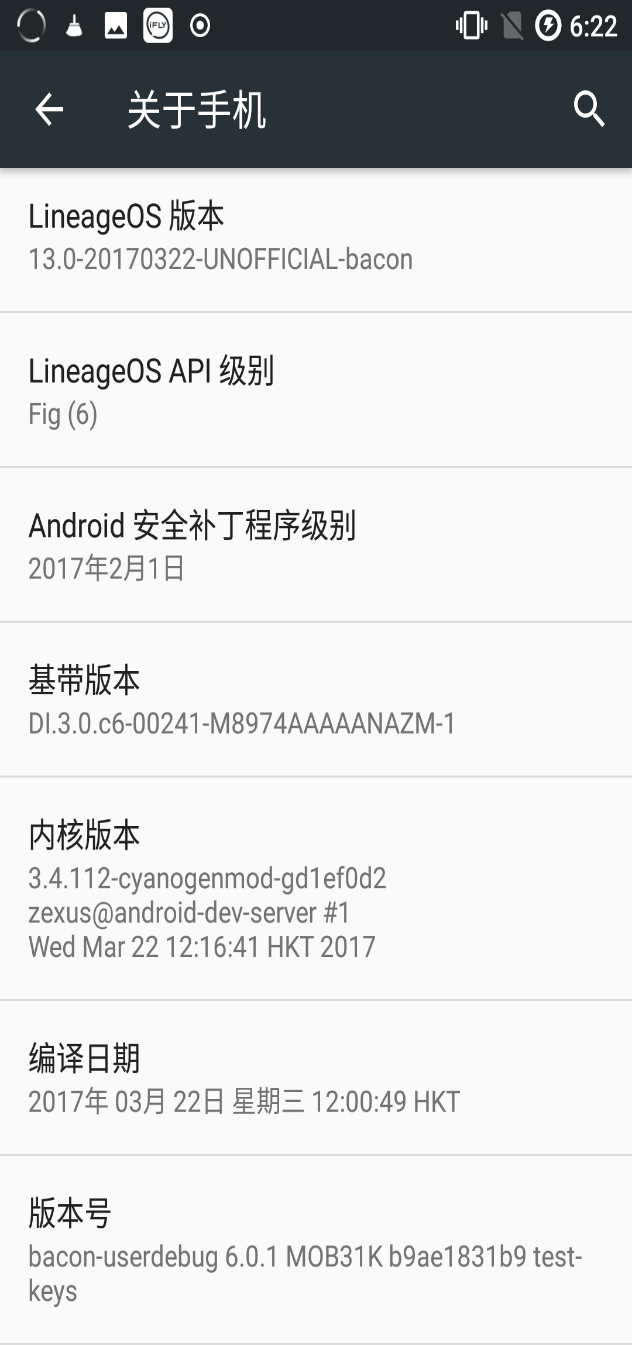 iFLY
6:22
关于手机
LineageOS 版本
13.0-20170322-UNOFFICIAL-bacon
LineageOS API 级别
Fig (6)
Android 安全补丁程序级别
2017年2月1日
基带版本
DI.3.0.c6-00241-M8974AAAAANAZM-1
内核版本
3.4.112-cyanogenmod-gd1ef0d2
zexus@android-dev-server #1
Wed Mar 22 12:16:41 HKT 2017
编译日期
2017年 03月 22日 星期三 12:00:49 HKT
版本号
bacon-userdebug 6.0.1 MOB31K b9ae1831b9 test-
keys